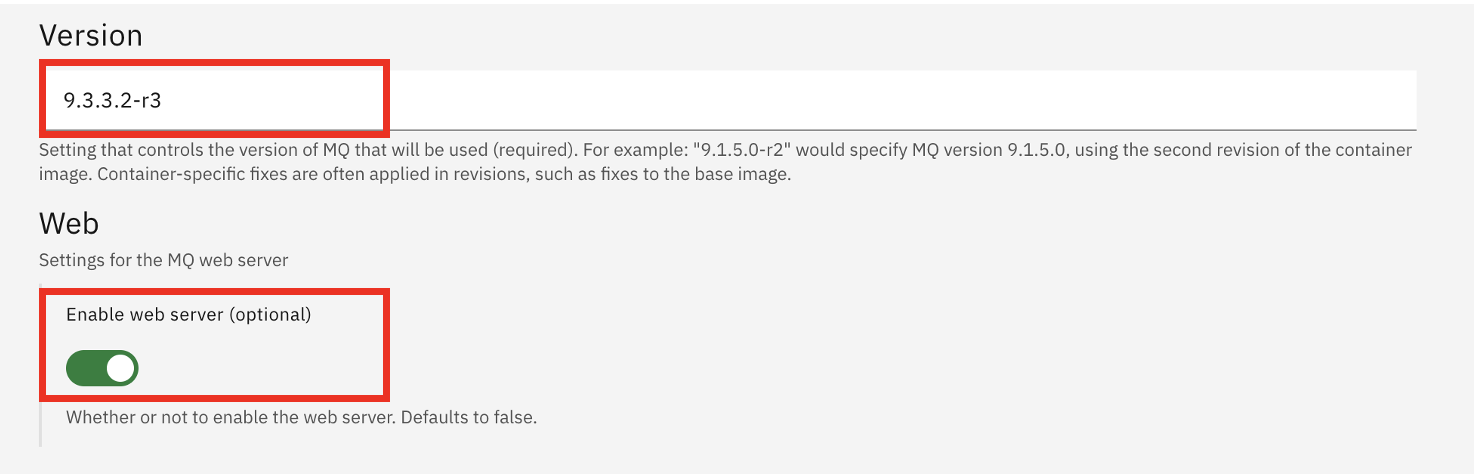 Version
9.3.3.2-r3
Setting that controls the version of MQ that will be used (required). For example: "9.1.5.0-r2" would specify MQ version 9.1.5.0, using the second revision of the container
image. Container-specific fixes are often applied in revisions, such as fixes to the base image.
Web
Settings for the MQ web server
Enable web server (optional)
Whether or not to enable the web server. Defaults to false.